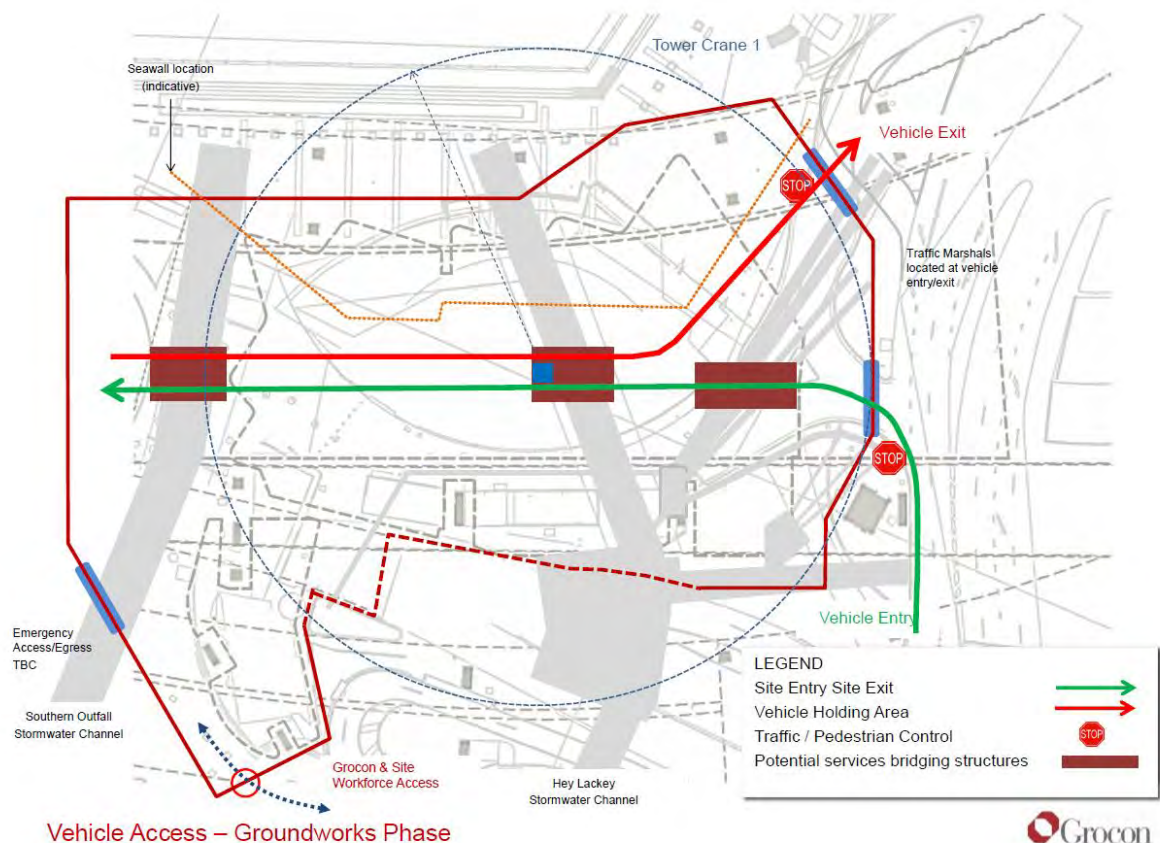 Tower Crane 1
Seawall location
(indicative)
Vehicle Exit
STOP
Traffic Marshals
located at vehicle
entry/exit
STOP
Vehicle Entry
Emergency
Access/Egress
TBC
Southern Outfall
Stormwater Channel
Grocon & Site
Workforce Access
Hey Lackey
Stormwater Channel
LEGEND
Site Entry Site Exit
Vehicle Holding Area
Traffic / Pedestrian Control
STOP
Potential services bridging structures
Vehicle Access – Groundworks Phase
Grocon